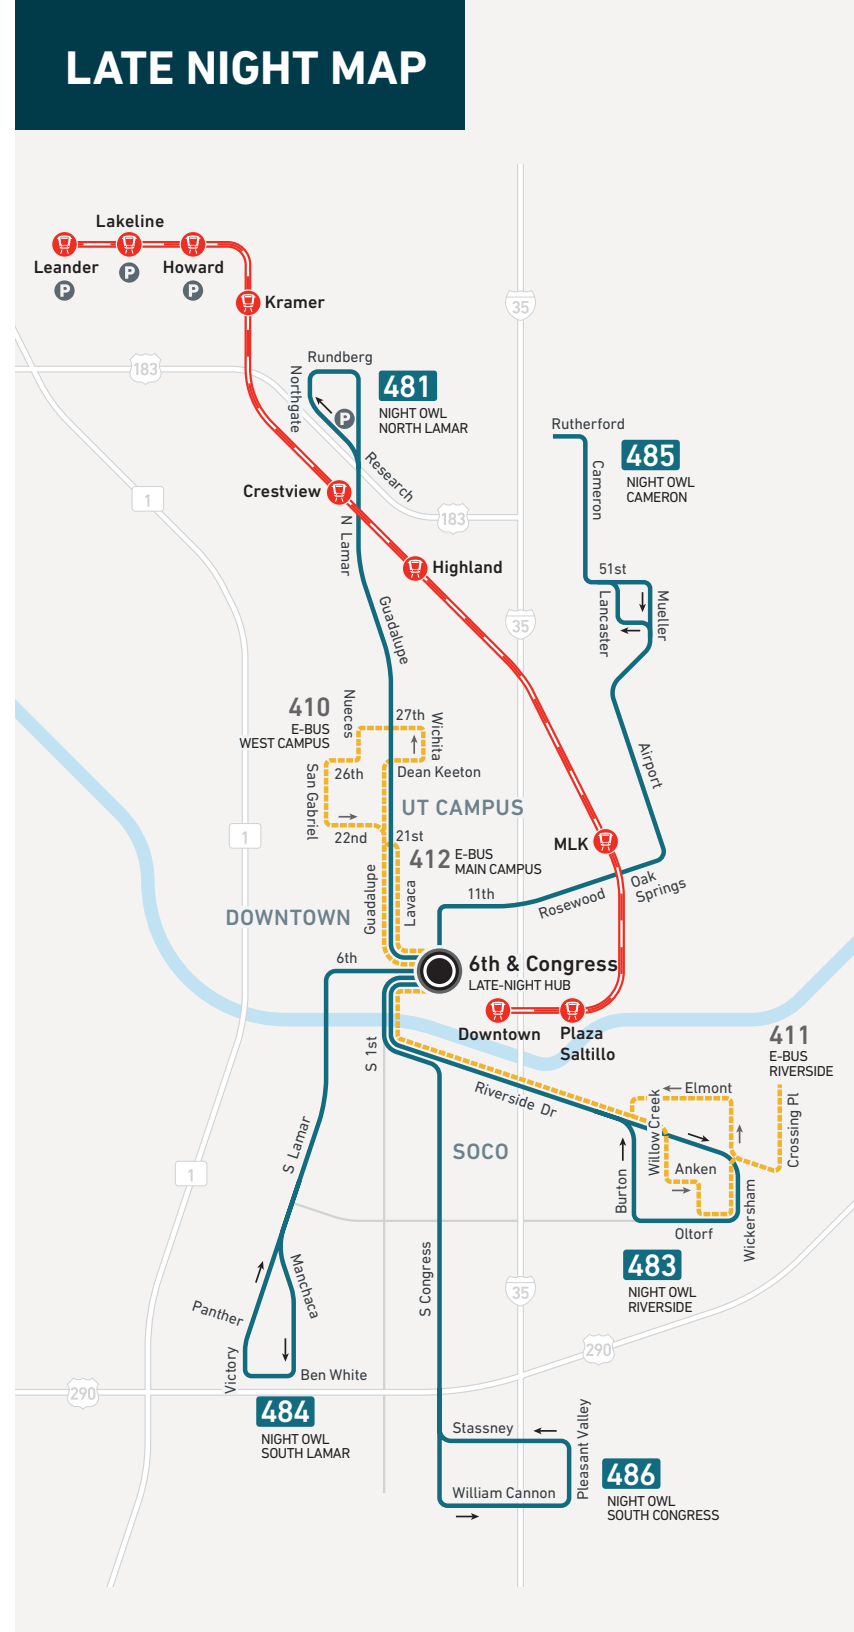 LATE NIGHT MAP
Lakeline
Leander
Howard
P
P
P
Kramer
35
183
Rundberg
Northgate
P
481
NIGHT OWL
NORTH LAMAR
Research
Rutherford
485
NIGHT OWL
CAMERON
Cameron
1
Crestview
183
N Lamar
Highland
51st
Lancaster
Mueller
Guadalupe
35
410
E-BUS
WEST CAMPUS
Nueces
27th
Wichita
26th
Dean Keeton
San Gabriel
Airport
UT CAMPUS
22nd
21st
1
MLK
412
E-BUS
MAIN CAMPUS
Guadalupe
Lavaca
11th
Rosewood
Oak
Springs
DOWNTOWN
6th
6th & Congress
LATE-NIGHT HUB
Downtown
Plaza
Saltillo
S 1st
411
E-BUS
RIVERSIDE
Riverside Dr
Elmont
Willow Creek
Crossing Pl
S Lamar
SOCO
Anken
Burton
Wickersham
Oltorf
1
483
NIGHT OWL
RIVERSIDE
S Congress
35
Manchaca
Panther
Victory
Ben White
290
290
484
NIGHT OWL
SOUTH LAMAR
Stassney
Pleasant Valley
William Cannon
486
NIGHT OWL
SOUTH CONGRESS